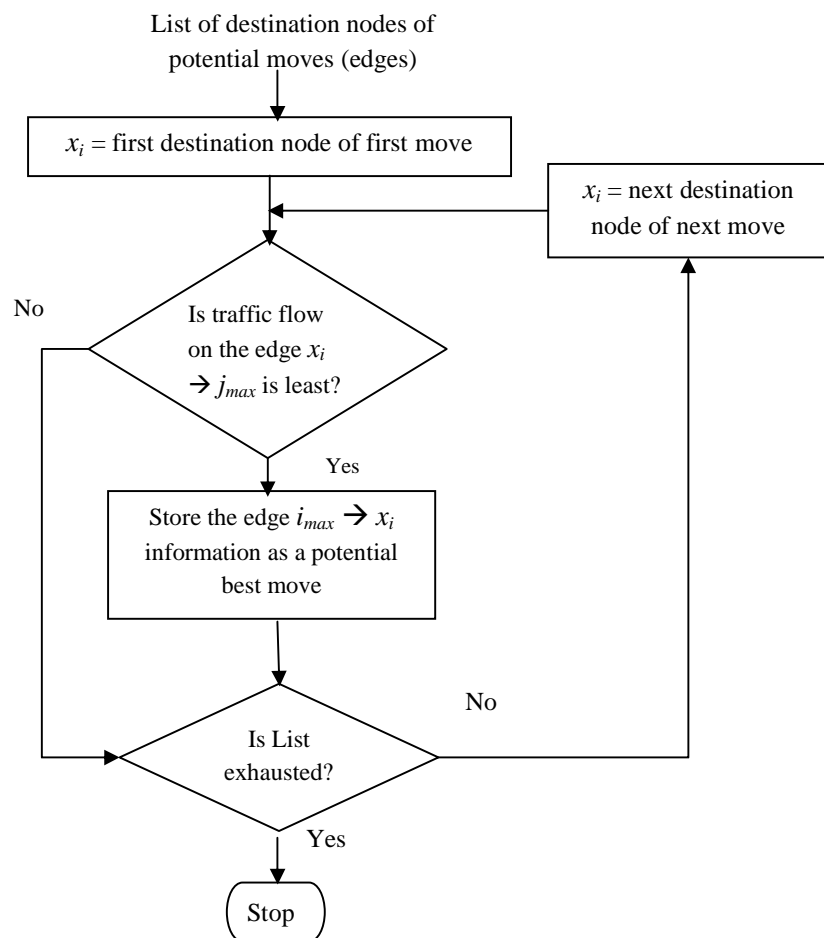 List of destination nodes of
potential moves (edges)
xi = first destination node of first move
xi = next destination
node of next move
No
Is traffic flow
on the edge xi
→ jmax is least?
Yes
Store the edge imax → xi
information as a potential
best move
No
Is List
exhausted?
Yes
Stop